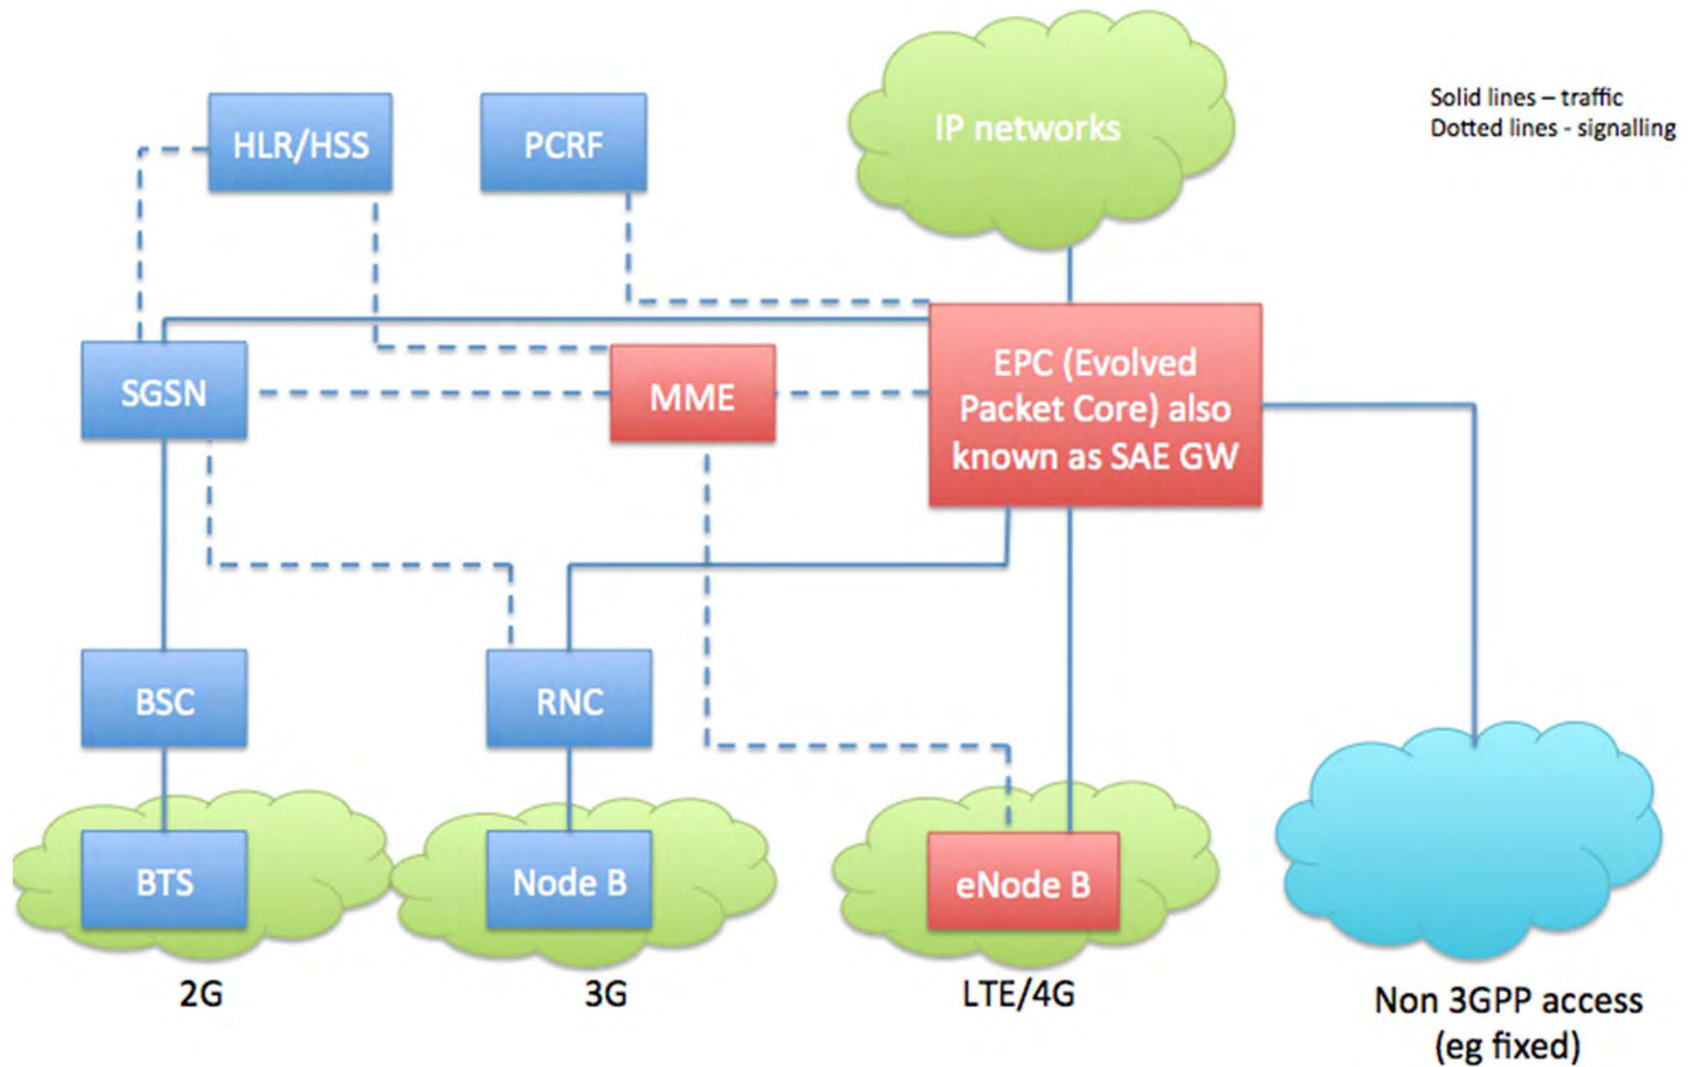 HLR/HSS
PCRF
IP networks
Solid lines – traffic
Dotted lines - signalling
SGSN
MME
EPC (Evolved
Packet Core) also
known as SAE GW
BSC
RNC
BTS
Node B
eNode B
2G
3G
LTE/4G
Non 3GPP access
(eg fixed)